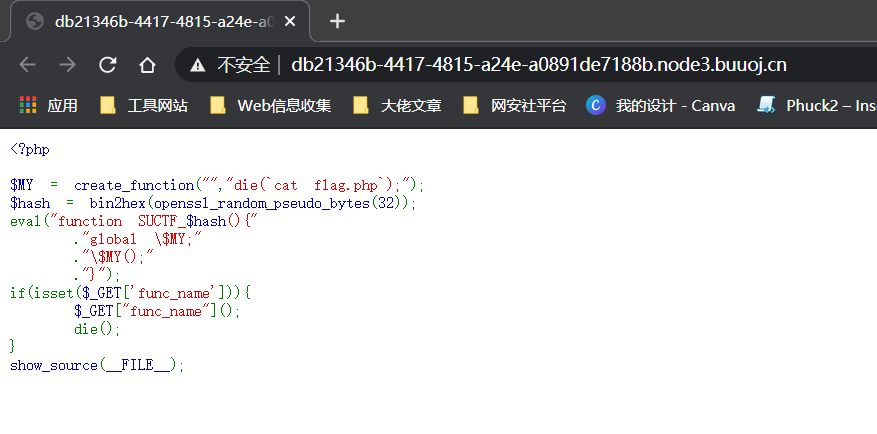 db21346b-4417-4815-a24e-a0
不安全 db21346b-4417-4815-a24e-a0891de7188b.node3.buuoj.cn
应用 工具网站 Web信息收集 大佬文章 网安社平台 我的设计 - Canva Phuck2 – Ins
<?php
$MY = create_function("","die(`cat flag.php`);");
$hash = bin2hex(openssl_random_pseudo_bytes(32));
eval("function SUCTF_$hash(){"
."global \$MY;"
."\$MY();"
."}");
if(isset($_GET['func_name'])){
$_GET["func_name"]();
die();
}
show_source(__FILE__);